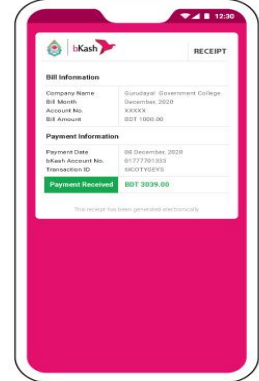 12:30
bKash
RECEIPT
Bill Information
Company Name Gurudayal Government College
Bill Month December, 2020
Account No. XXXXX
Bill Amount BDT 1000.00
Payment Information
Payment Date 08 December, 2020
bKash Account No. 01777701333
Transaction ID
Payment Received BDT 3039.00
This receipt has been generated electronically